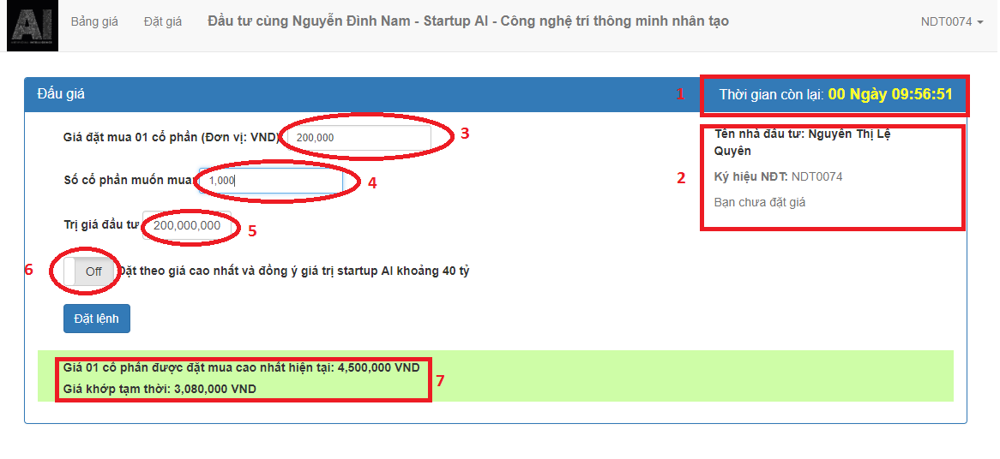 AI
Bảng giá
Đặt giá
Đầu tư cùng Nguyễn Đình Nam - Startup AI - Công nghệ trí thông minh nhân tạo
NDT0074
Đấu giá
1
Thời gian còn lại: 00 Ngày 09:56:51
Giá đặt mua 01 cổ phần (Đơn vị: VND)
200,000
3
Tên nhà đầu tư: Nguyễn Thị Lệ
Quyên
Số cổ phần muốn mua
1,000
4
2
Ký hiệu NĐT: NDT0074
Bạn chưa đặt giá
Trị giá đầu tư
200,000,000
5
6
Off
Đặt theo giá cao nhất và đồng ý giá trị startup AI khoảng 40 tỷ
Đặt lệnh
Giá 01 cổ phần được đặt mua cao nhất hiện tại: 4,500,000 VND
Giá khớp tạm thời: 3,080,000 VND
7